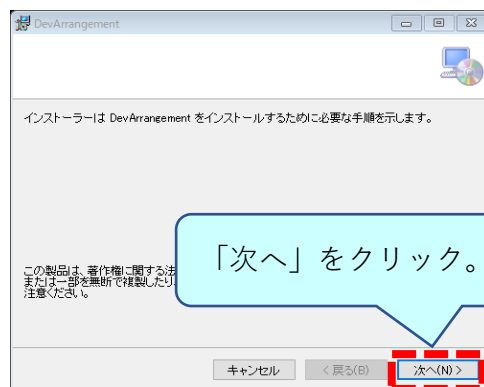 DevArrangement
インストーラーは DevArrangement をインストールするために必要な手順を示します。
「次へ」をクリック。
この製品は、著作権に関する法
または一部を無断で複製したり、
注意ください。
キャンセル
< 戻る(B)
次へ(N) >